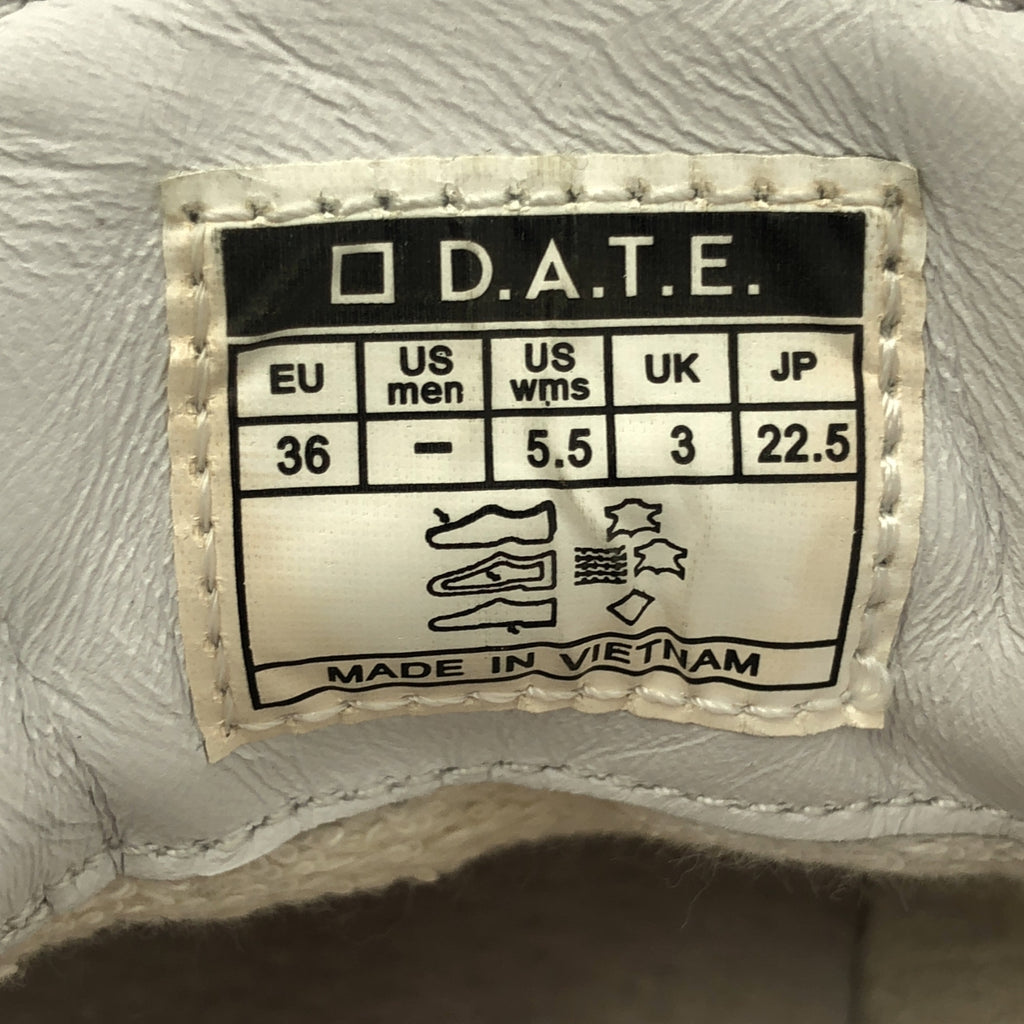 D.A.T.E.
EU US men US wms UK JP
36 - 5.5 3 22.5
MADE IN VIETNAM